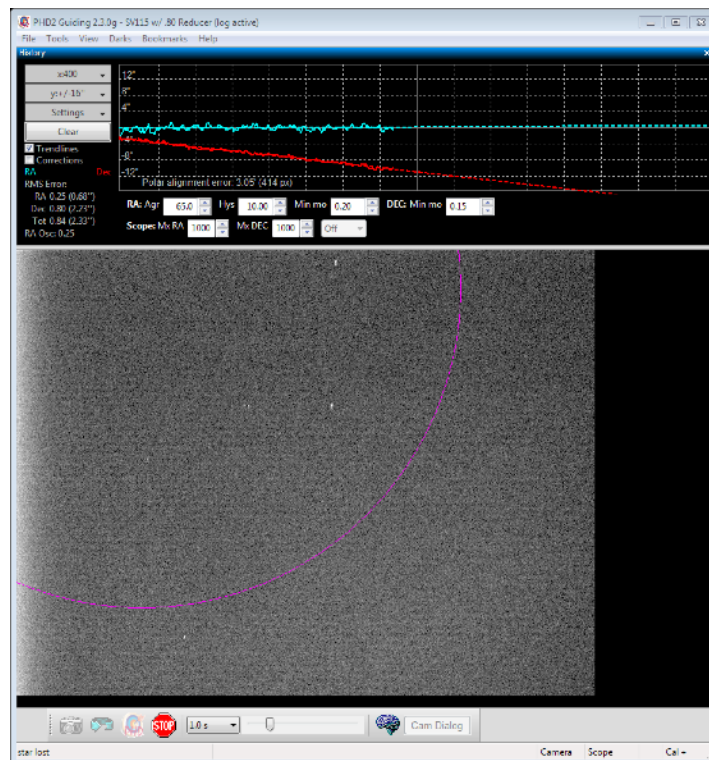 PHD2 Guiding 2.3.0g - SV115 w/ .80 Reducer (log active)
File Tools View Darks Bookmarks Help
History
x:400
y:+/-16"
Settings
Clear
Trendlines
Corrections
RA Dec
RMS Error:
RA 0.25 (0.68")
Dec 0.80 (2.23")
Tot 0.84 (2.33")
RA Osc: 0.25
12"
8"
4"
-4"
-8"
-12"
Polar alignment error: 3.05' (414 px)
RA: Agr 65.0 Hys 10.00 Min mo 0.20 DEC: Min mo 0.15
Scope: Mx RA 1000 Mx DEC 1000 Off
STOP 1.0 s Cam Dialog
star lost Camera Scope Cal -